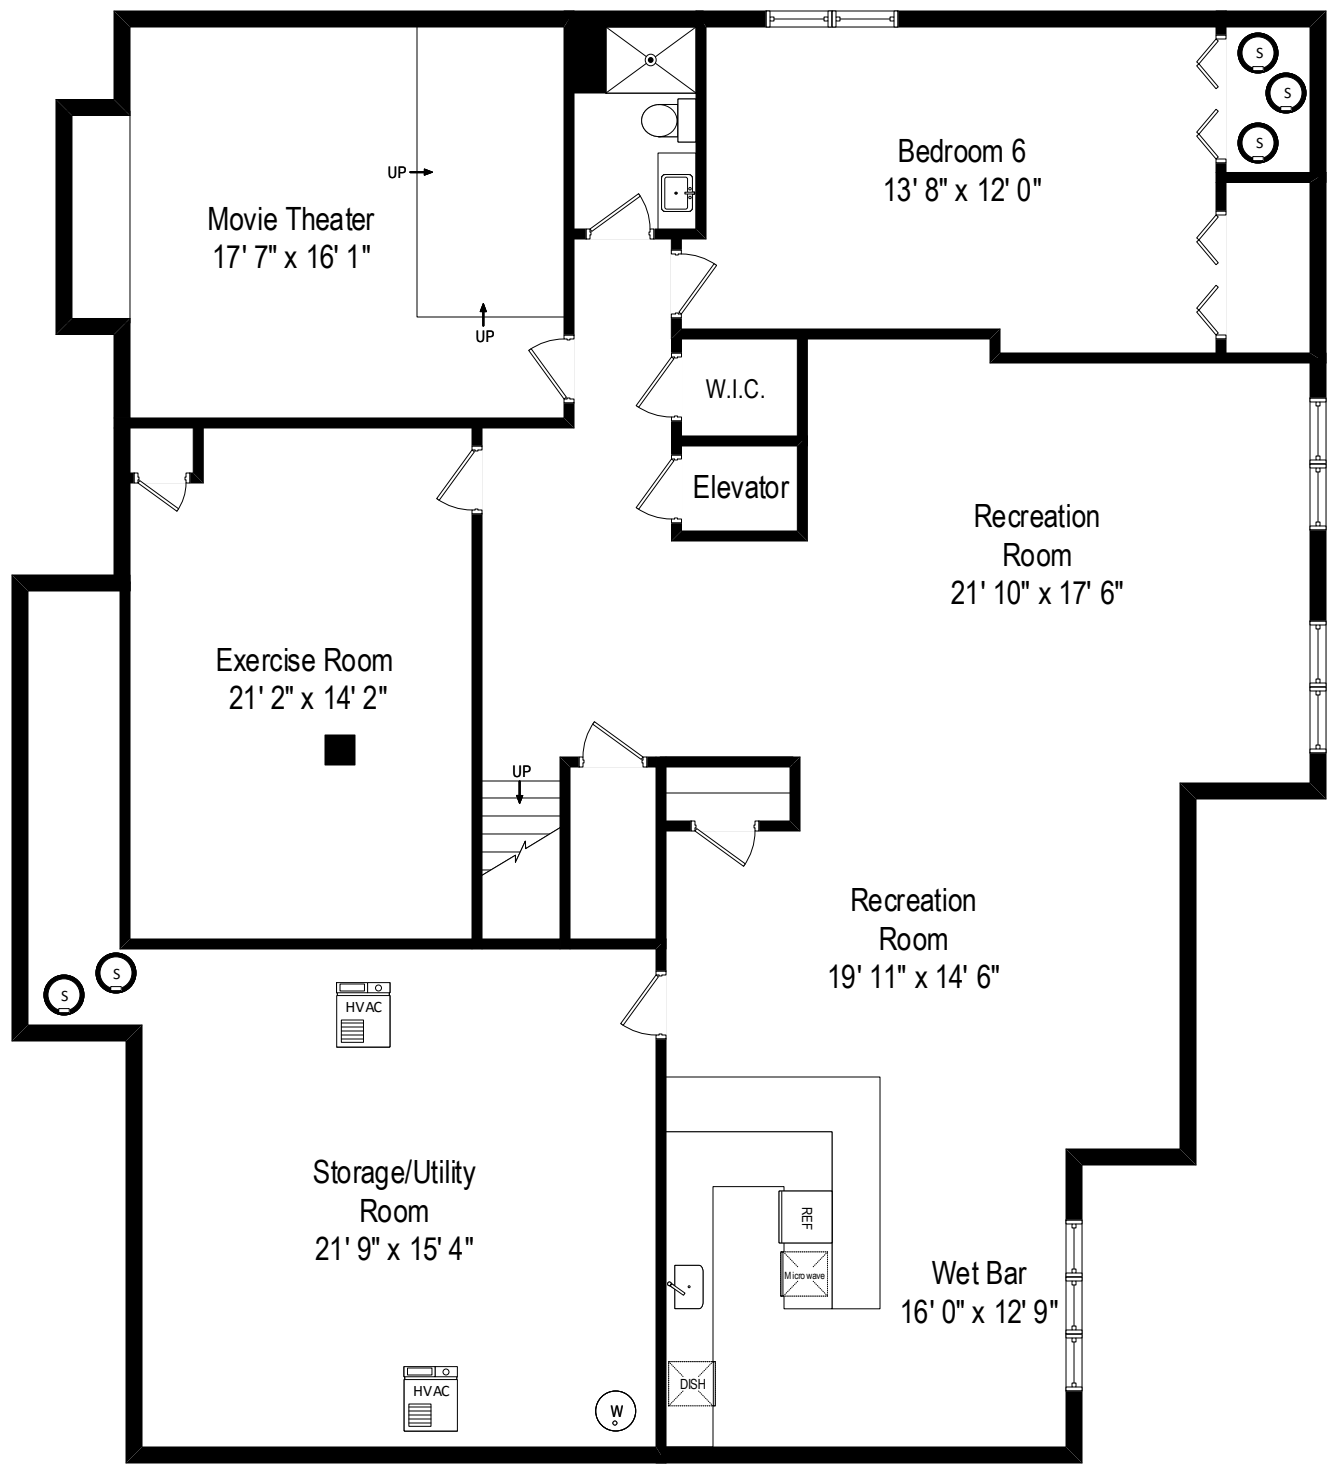 S
S
S
Bedroom 6
13' 8" x 12' 0"
UP
Movie Theater
17' 7" x 16' 1"
UP
W.I.C.
Elevator
Recreation
Room
21' 10" x 17' 6"
Exercise Room
21' 2" x 14' 2"
UP
Recreation
Room
19' 11" x 14' 6"
S
S
HVAC
Storage/Utility
Room
21' 9" x 15' 4"
REF
Microwave
Wet Bar
16' 0" x 12' 9"
DISH
HVAC
W